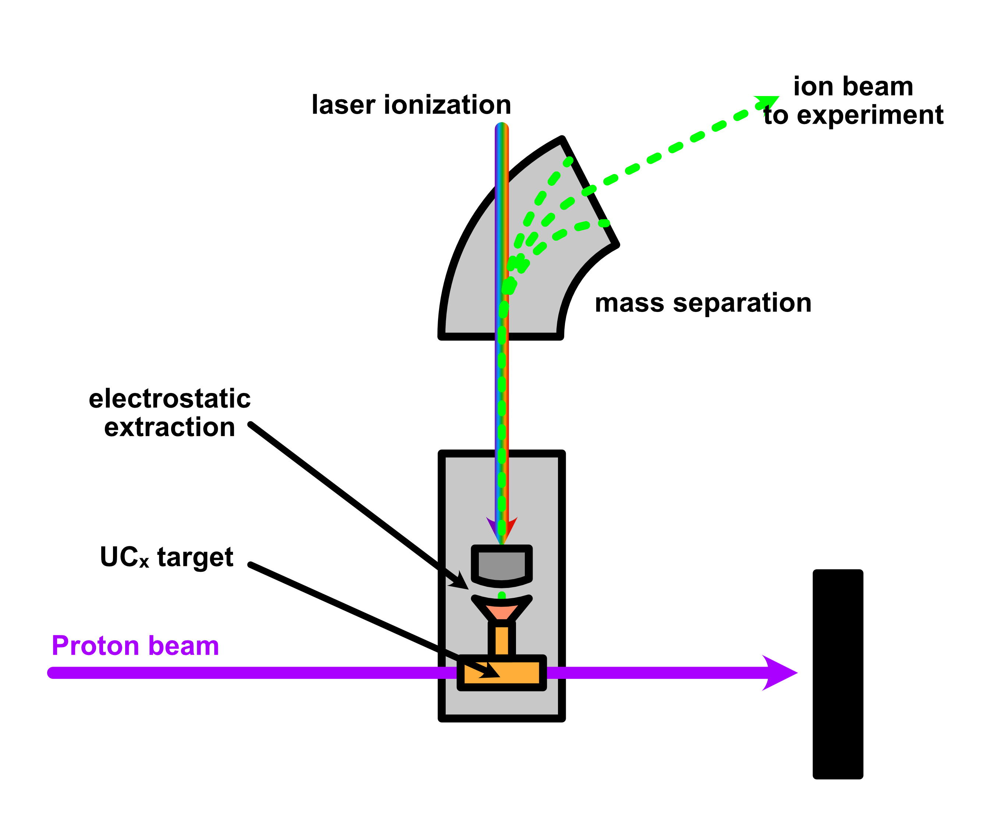 laser ionization
ion beam
to experiment
mass separation
electrostatic
extraction
UCₓ target
Proton beam